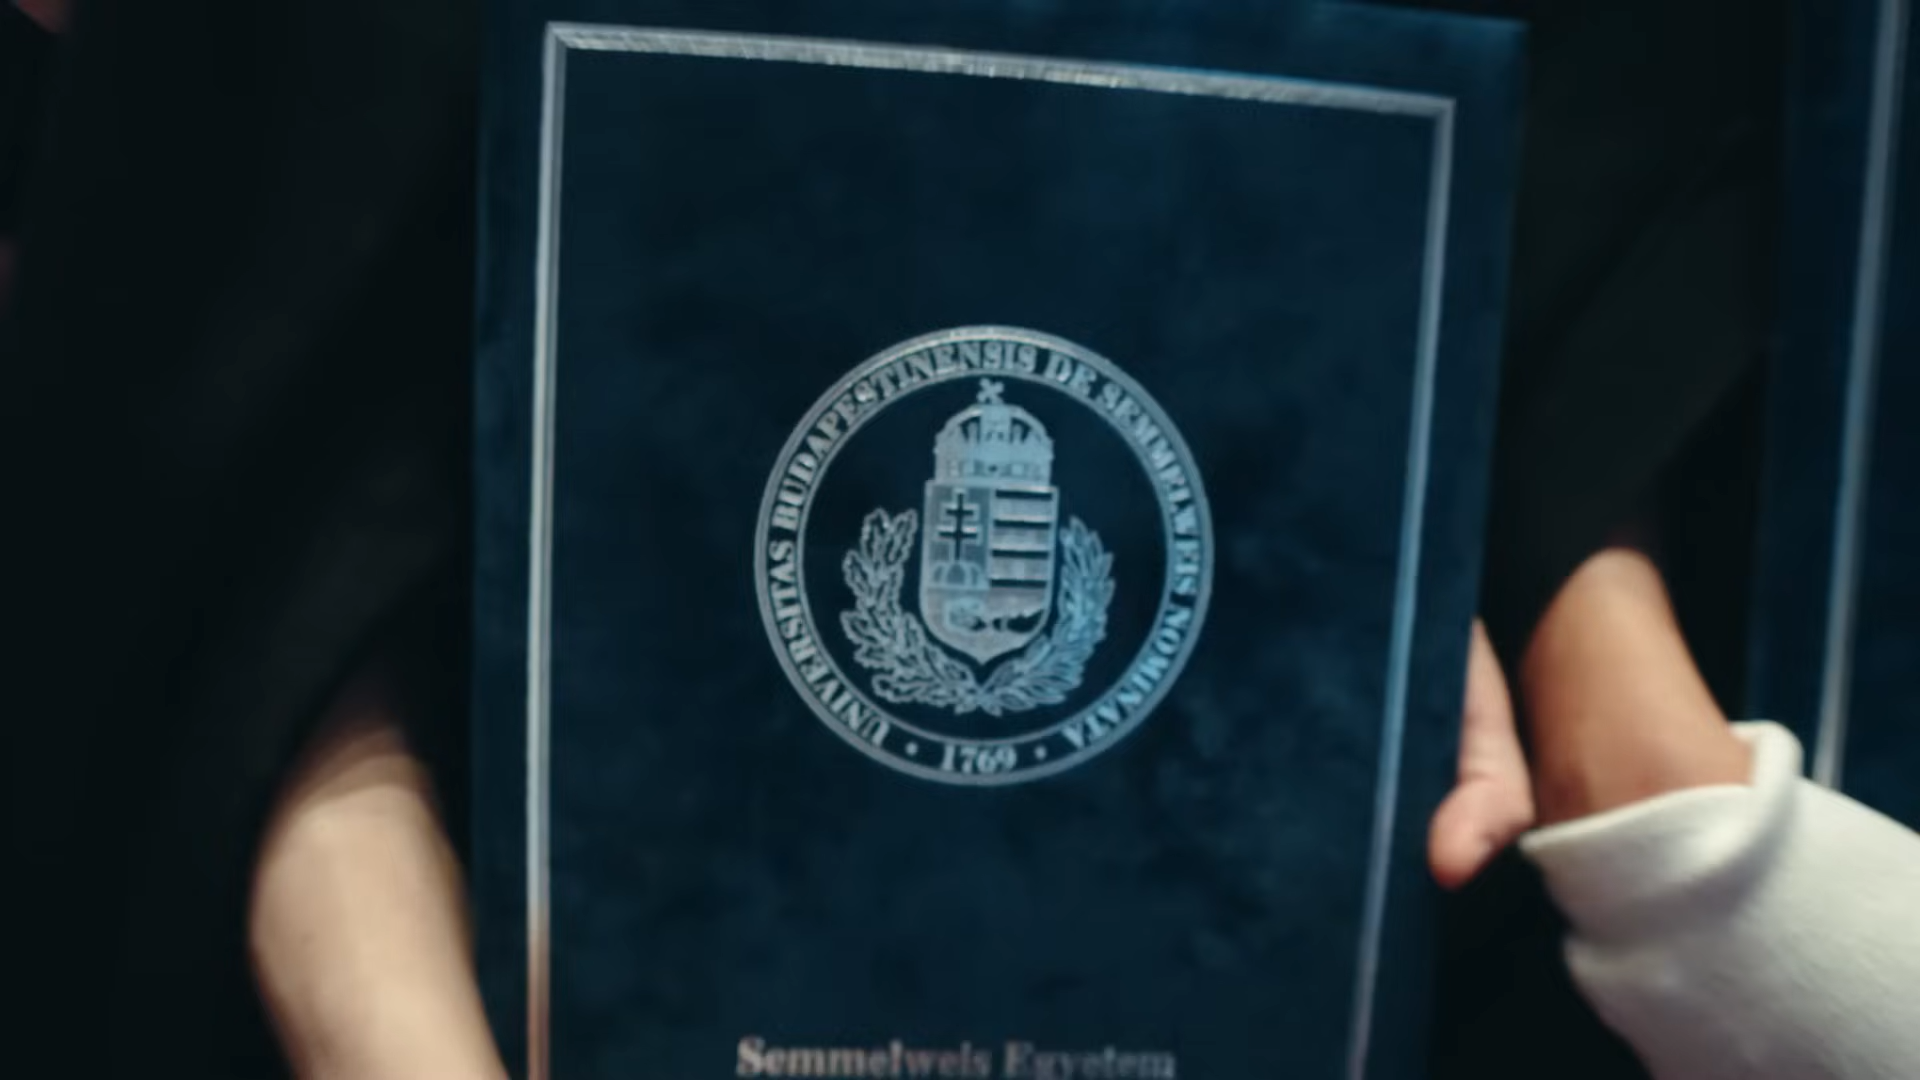 UNIVERSITAS BUDAPESTINENSIS DE SEMMELWEIS NOMINATA
• 1769 •
Semmelweis Egyetem